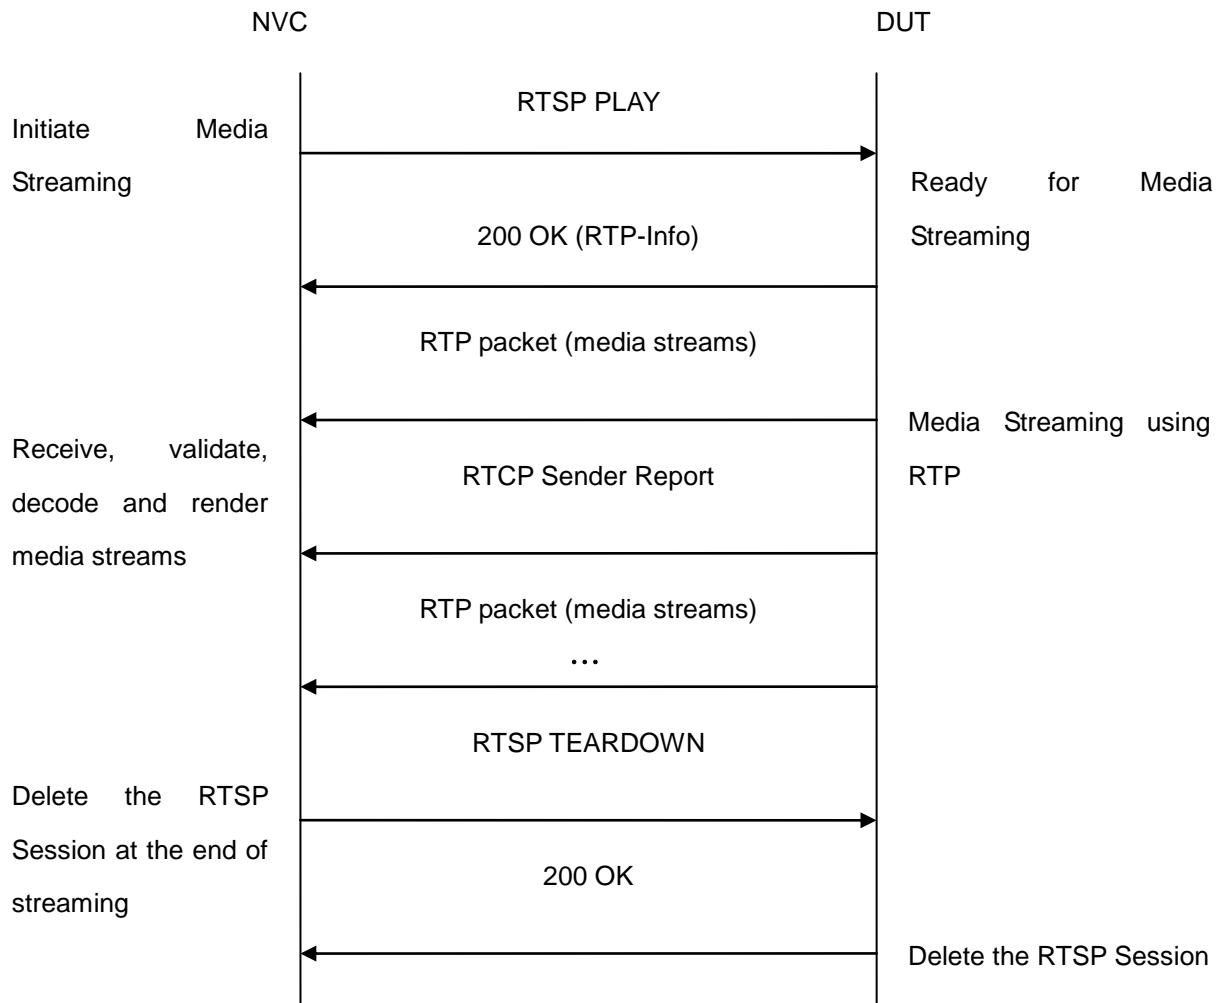 NVC
DUT
RTSP PLAY
Initiate Media
Streaming
Ready for Media
Streaming
200 OK (RTP-Info)
RTP packet (media streams)
Media Streaming using
RTP
Receive, validate,
decode and render
media streams
RTCP Sender Report
RTP packet (media streams)
...
RTSP TEARDOWN
Delete the RTSP
Session at the end of
streaming
200 OK
Delete the RTSP Session